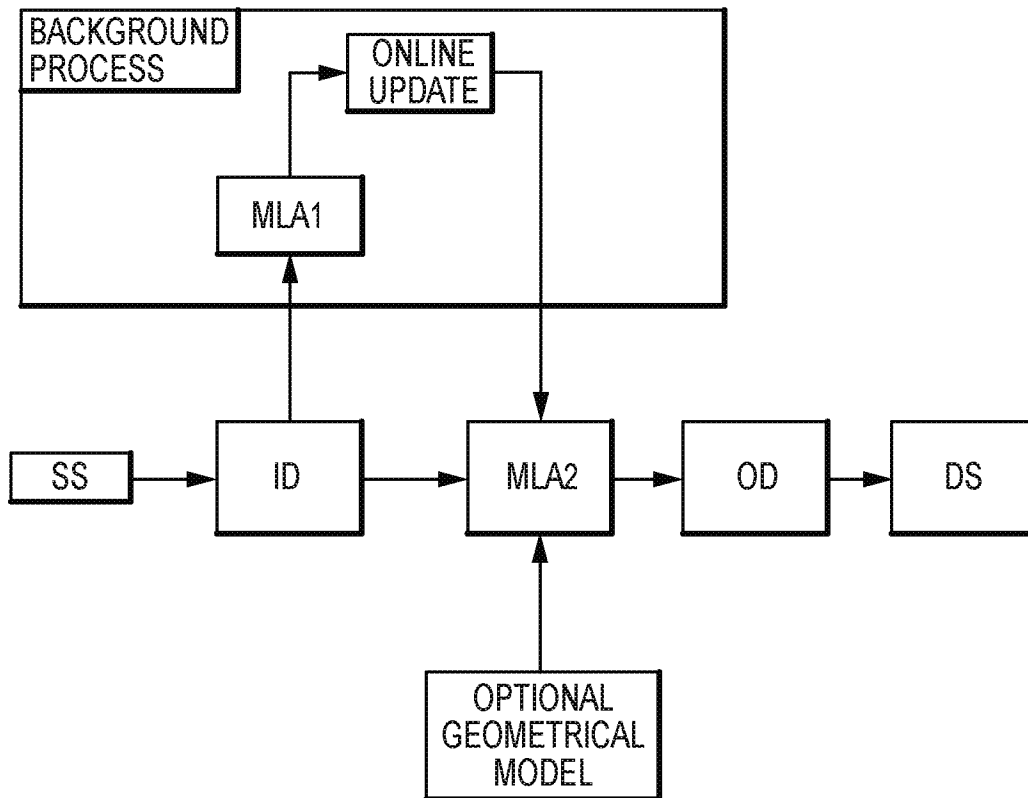 BACKGROUND
PROCESS
ONLINE
UPDATE
MLA1
SS
ID
MLA2
OD
DS
OPTIONAL
GEOMETRICAL
MODEL